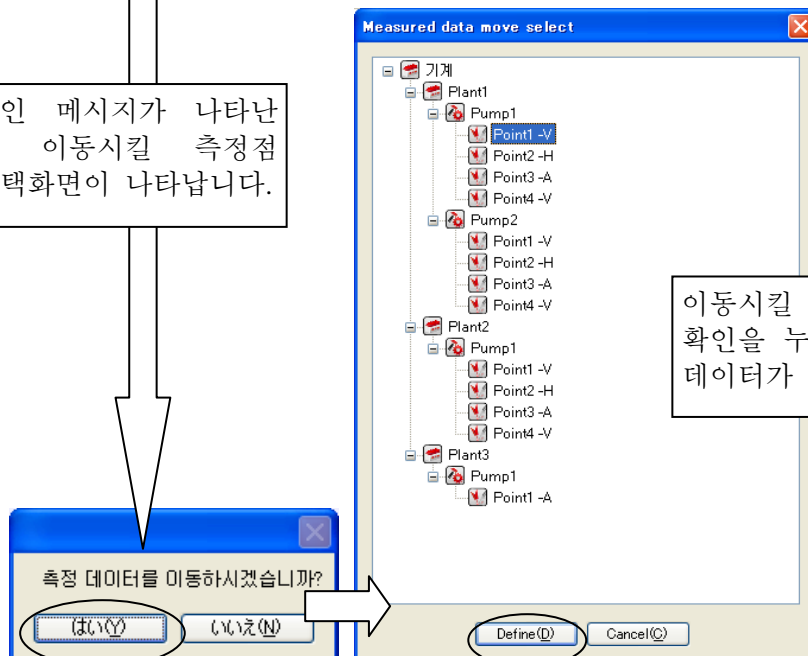 Measured data move select
기계
Plant1
Pump1
Point1 -V
Point2 -H
Point3 -A
Point4 -V
Pump2
Point1 -V
Point2 -H
Point3 -A
Point4 -V
Plant2
Pump1
Point1 -V
Point2 -H
Point3 -A
Point4 -V
Plant3
Pump1
Point1 -A
Define(D)
Cancel(C)
인 메시지가 나타난
이동시킬 측정점
택화면이 나타납니다.
이동시킬
확인을 누
데이터가
측정 데이터를 이동하시겠습니까?
はい(Y)
いいえ(N)